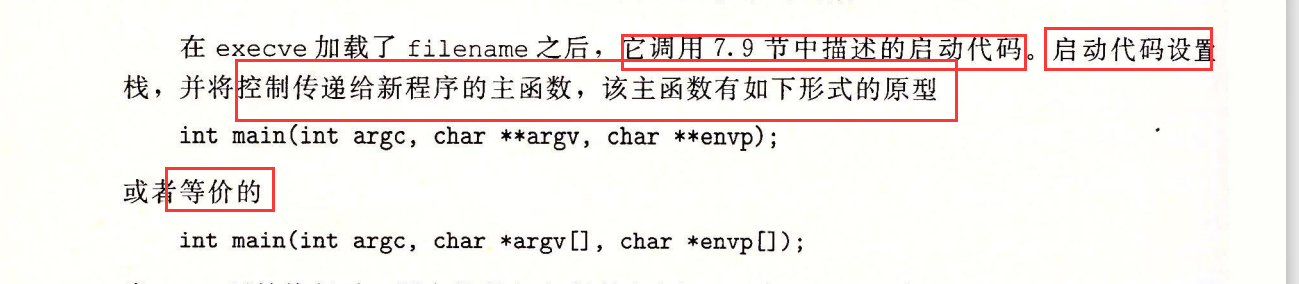 在 execve 加载了 filename 之后，它调用 7.9 节中描述的启动代码。启动代码设置
栈，并将控制传递给新程序的主函数，该主函数有如下形式的原型
int main(int argc, char **argv, char **envp);
或者等价的
int main(int argc, char *argv[], char *envp[]);